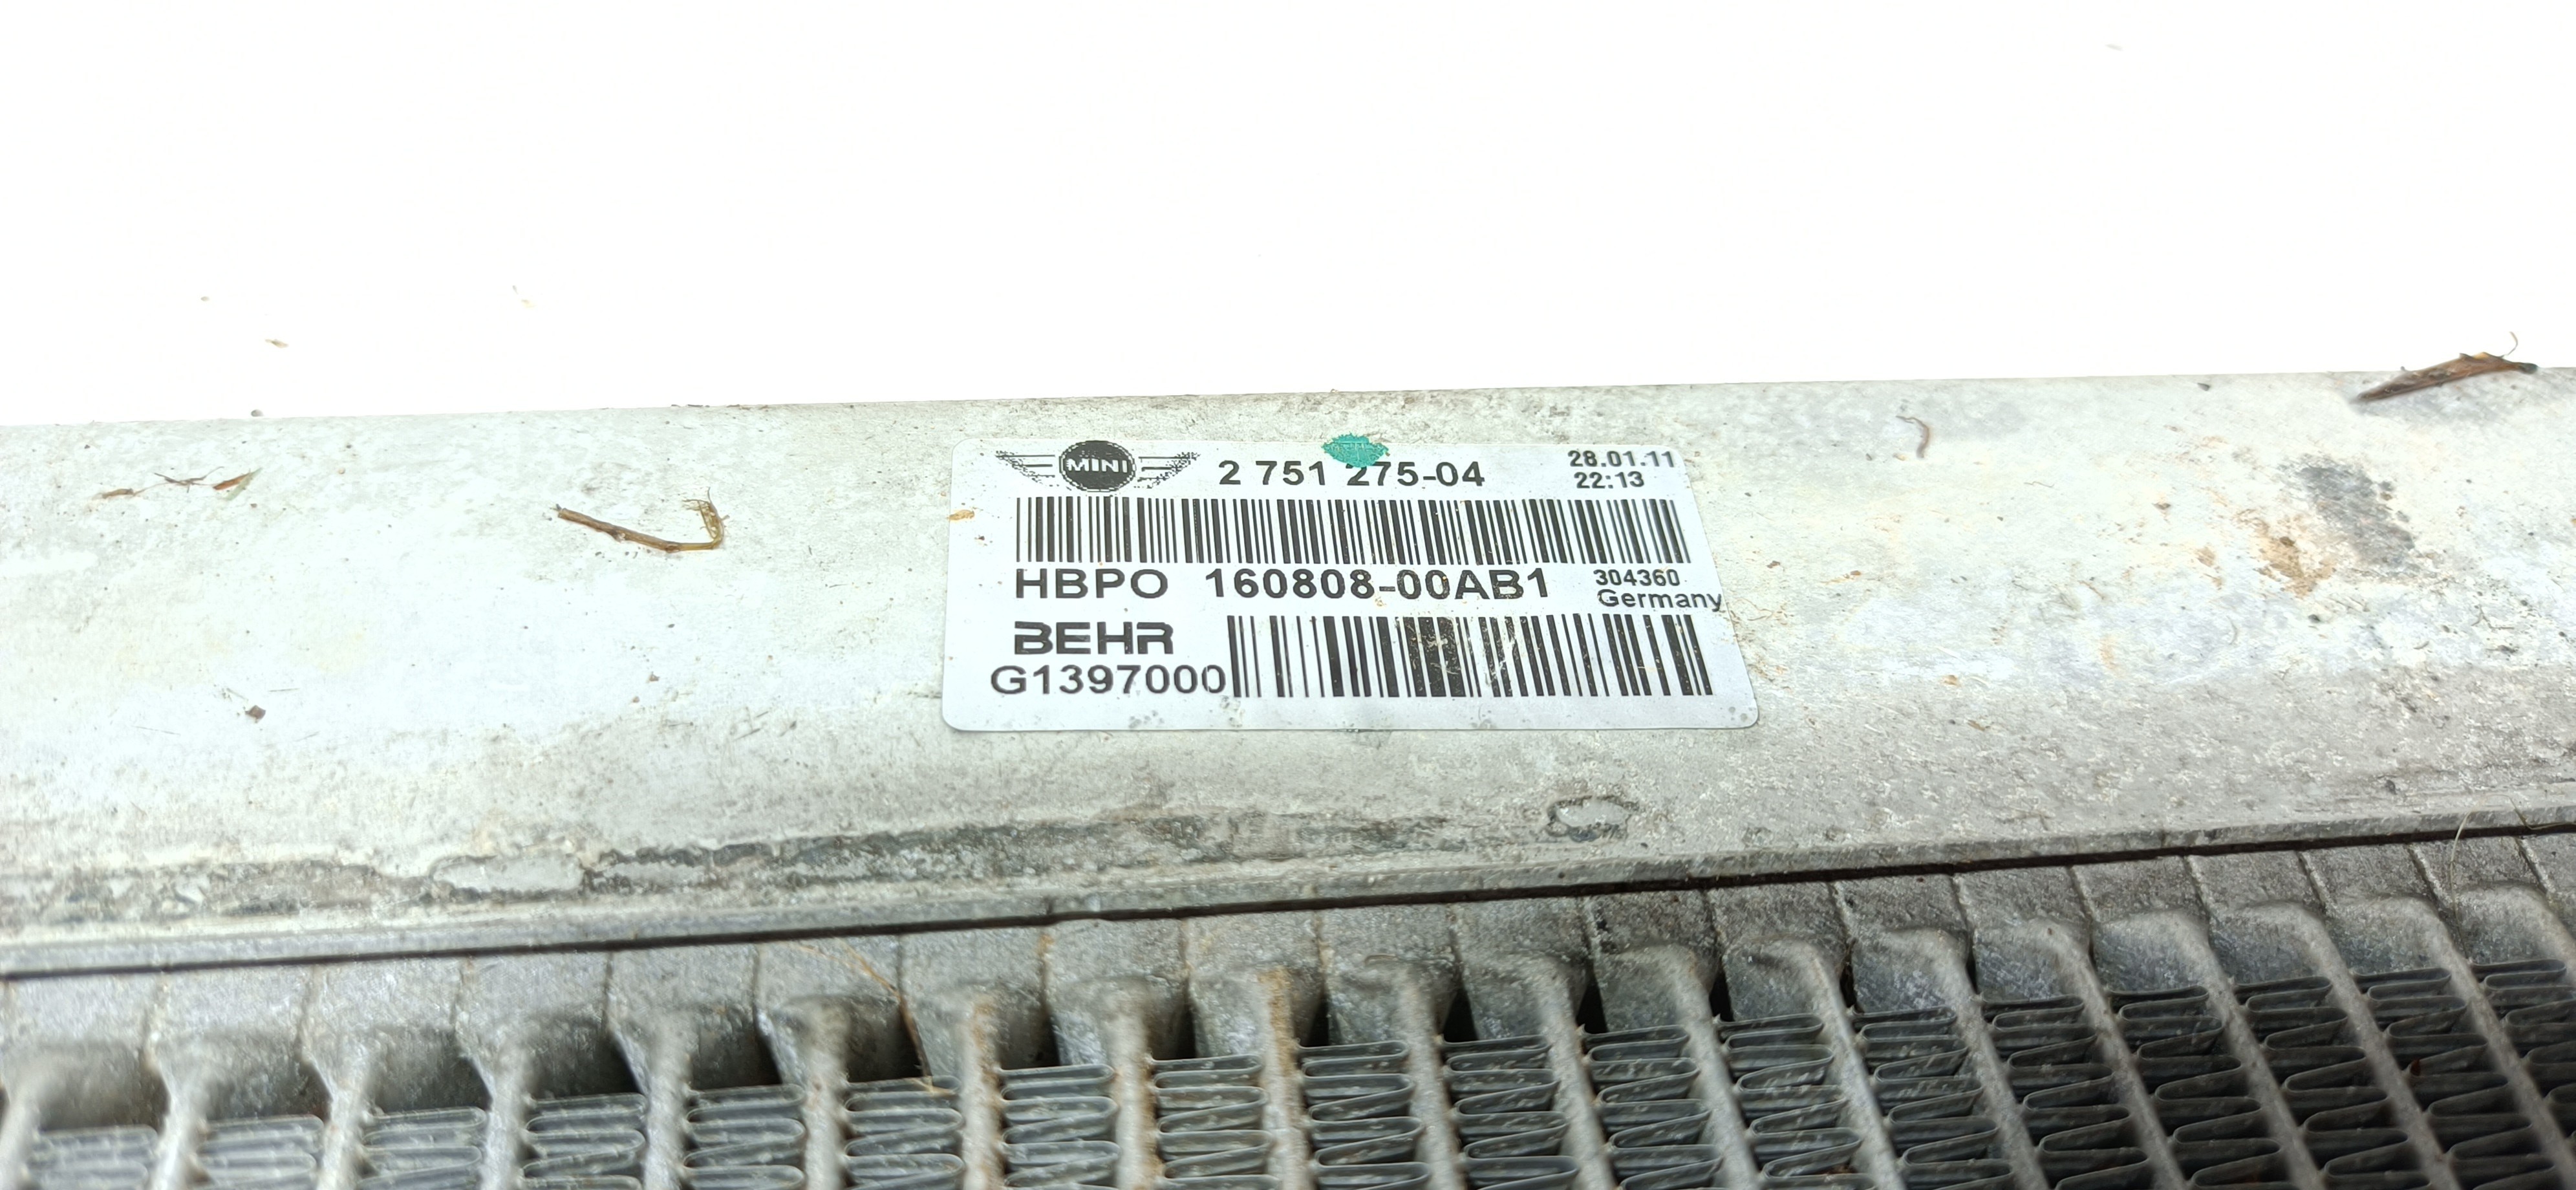 MINI 2 751 275-04 28.01.11
22:13
HBPO 160808-00AB1 304360
Germany
BEHR
G1397000